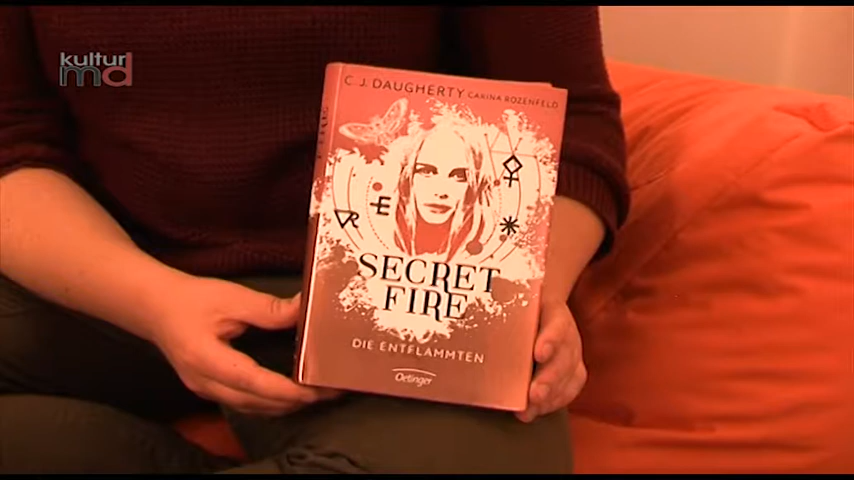 kultur
md
C. J. DAUGHERTY CARINA ROZENFELD
SECRET
FIRE
DIE ENTFLAMMTEN
Oetinger